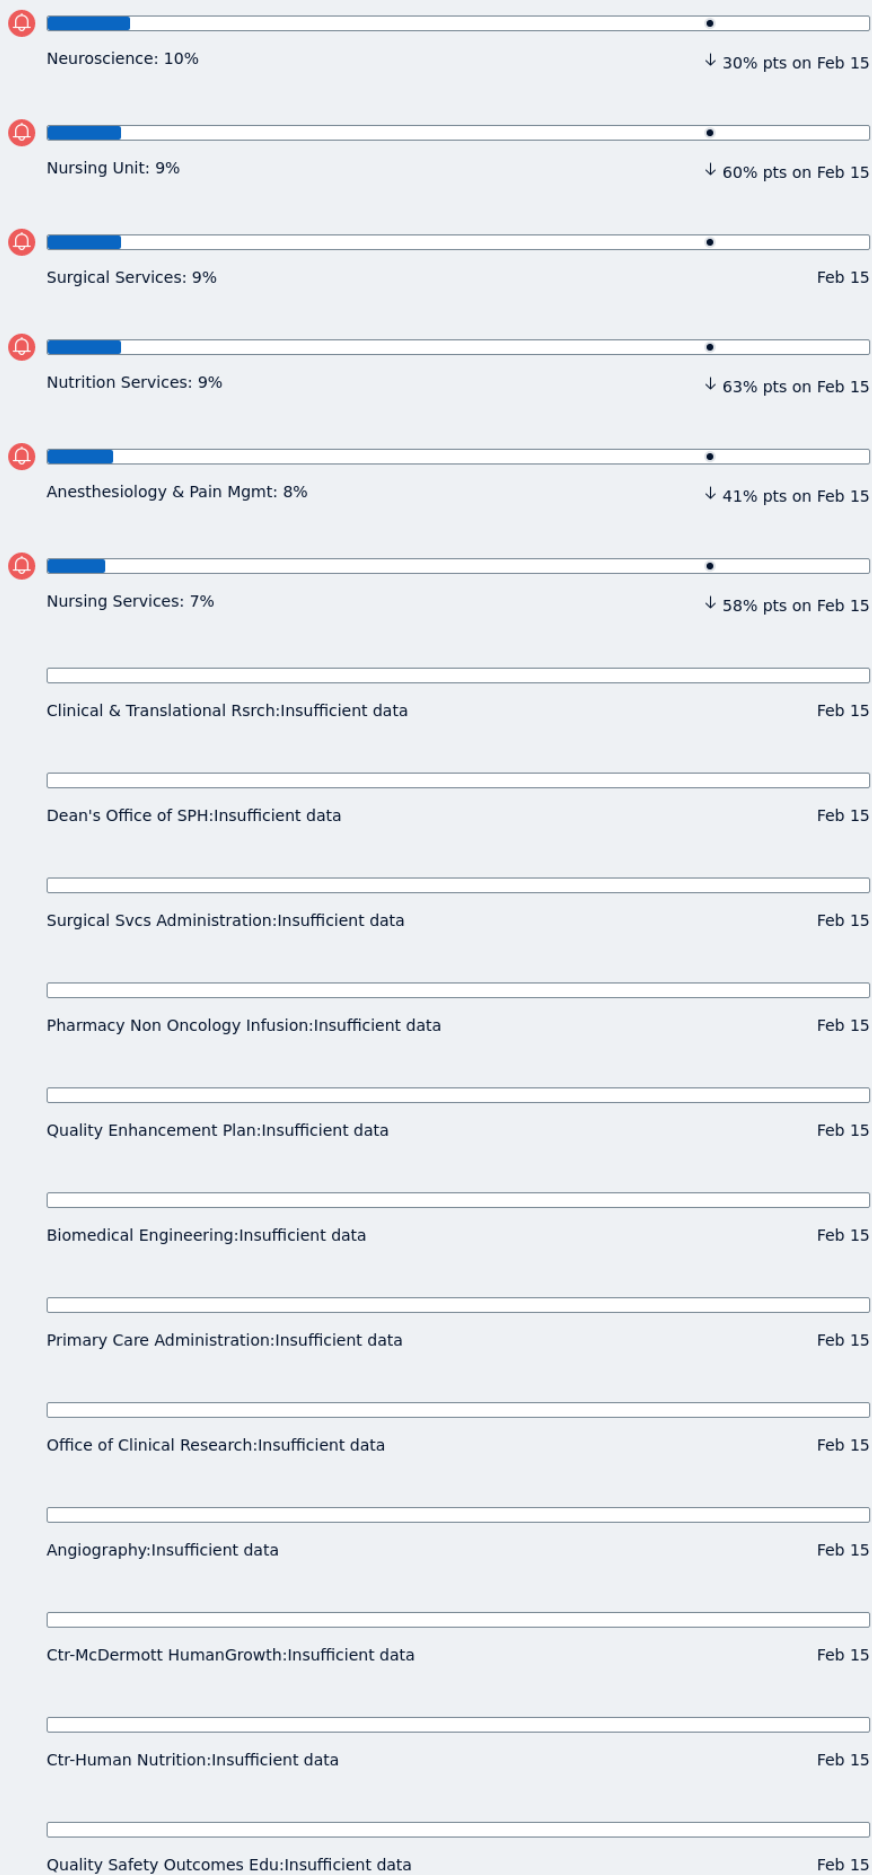 Neuroscience: 10%
↓ 30% pts on Feb 15
Nursing Unit: 9%
↓ 60% pts on Feb 15
Surgical Services: 9%
Feb 15
Nutrition Services: 9%
↓ 63% pts on Feb 15
Anesthesiology & Pain Mgmt: 8%
↓ 41% pts on Feb 15
Nursing Services: 7%
↓ 58% pts on Feb 15
Clinical & Translational Rsrch:Insufficient data
Feb 15
Dean's Office of SPH:Insufficient data
Feb 15
Surgical Svcs Administration:Insufficient data
Feb 15
Pharmacy Non Oncology Infusion:Insufficient data
Feb 15
Quality Enhancement Plan:Insufficient data
Feb 15
Biomedical Engineering:Insufficient data
Feb 15
Primary Care Administration:Insufficient data
Feb 15
Office of Clinical Research:Insufficient data
Feb 15
Angiography:Insufficient data
Feb 15
Ctr-McDermott HumanGrowth:Insufficient data
Feb 15
Ctr-Human Nutrition:Insufficient data
Feb 15
Quality Safety Outcomes Edu:Insufficient data
Feb 15